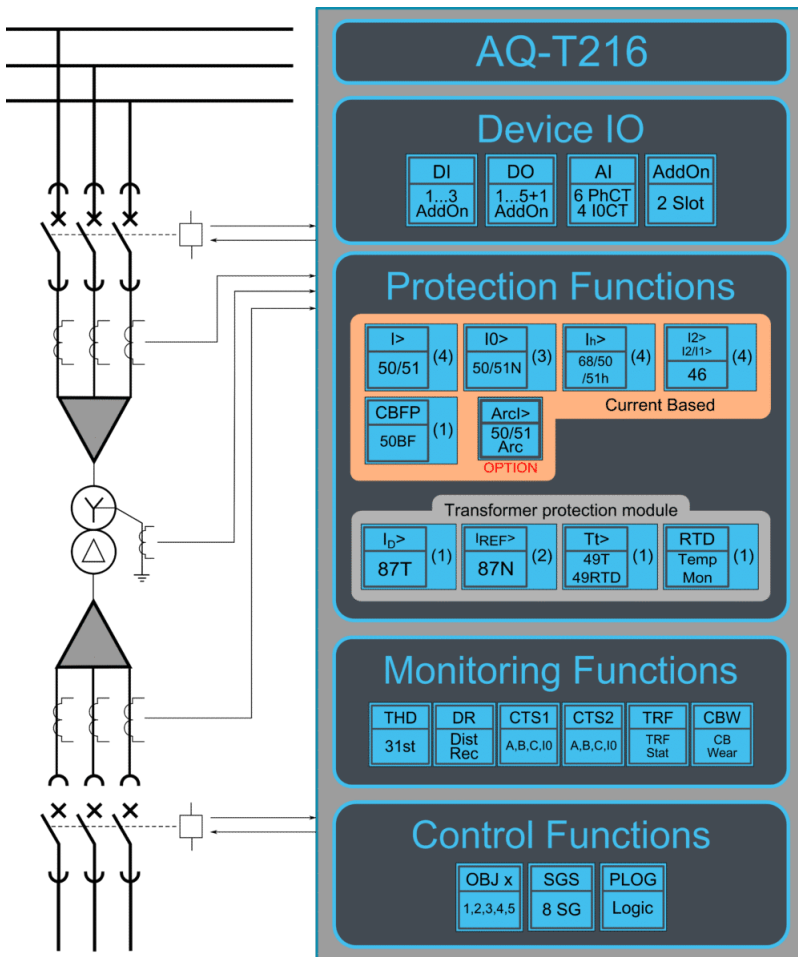 AQ-T216
Device IO
DI
1...3
AddOn
DO
1...5+1
AddOn
AI
6 PhCT
4 I0CT
AddOn
2 Slot
Protection Functions
I>
50/51
(4)
I0>
50/51N
(3)
Ih>
68/50
/51h
(4)
I2>
I2/I1>
46
(4)
CBFP
50BF
(1)
ArcI>
50/51
Arc
OPTION
Current Based
Transformer protection module
ID>
87T
(1)
IREF>
87N
(2)
Tt>
49T
49RTD
(1)
RTD
Temp
Mon
(1)
Monitoring Functions
THD
31st
DR
Dist
Rec
CTS1
A,B,C,I0
CTS2
A,B,C,I0
TRF
TRF
Stat
CBW
CB
Wear
Control Functions
OBJ x
1,2,3,4,5
SGS
8 SG
PLOG
Logic